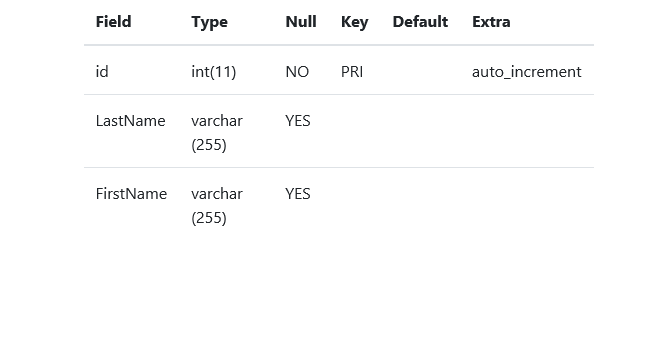 Field Type Null Key Default Extra
id int(11) NO PRI auto_increment
LastName varchar YES
(255)
FirstName varchar YES
(255)